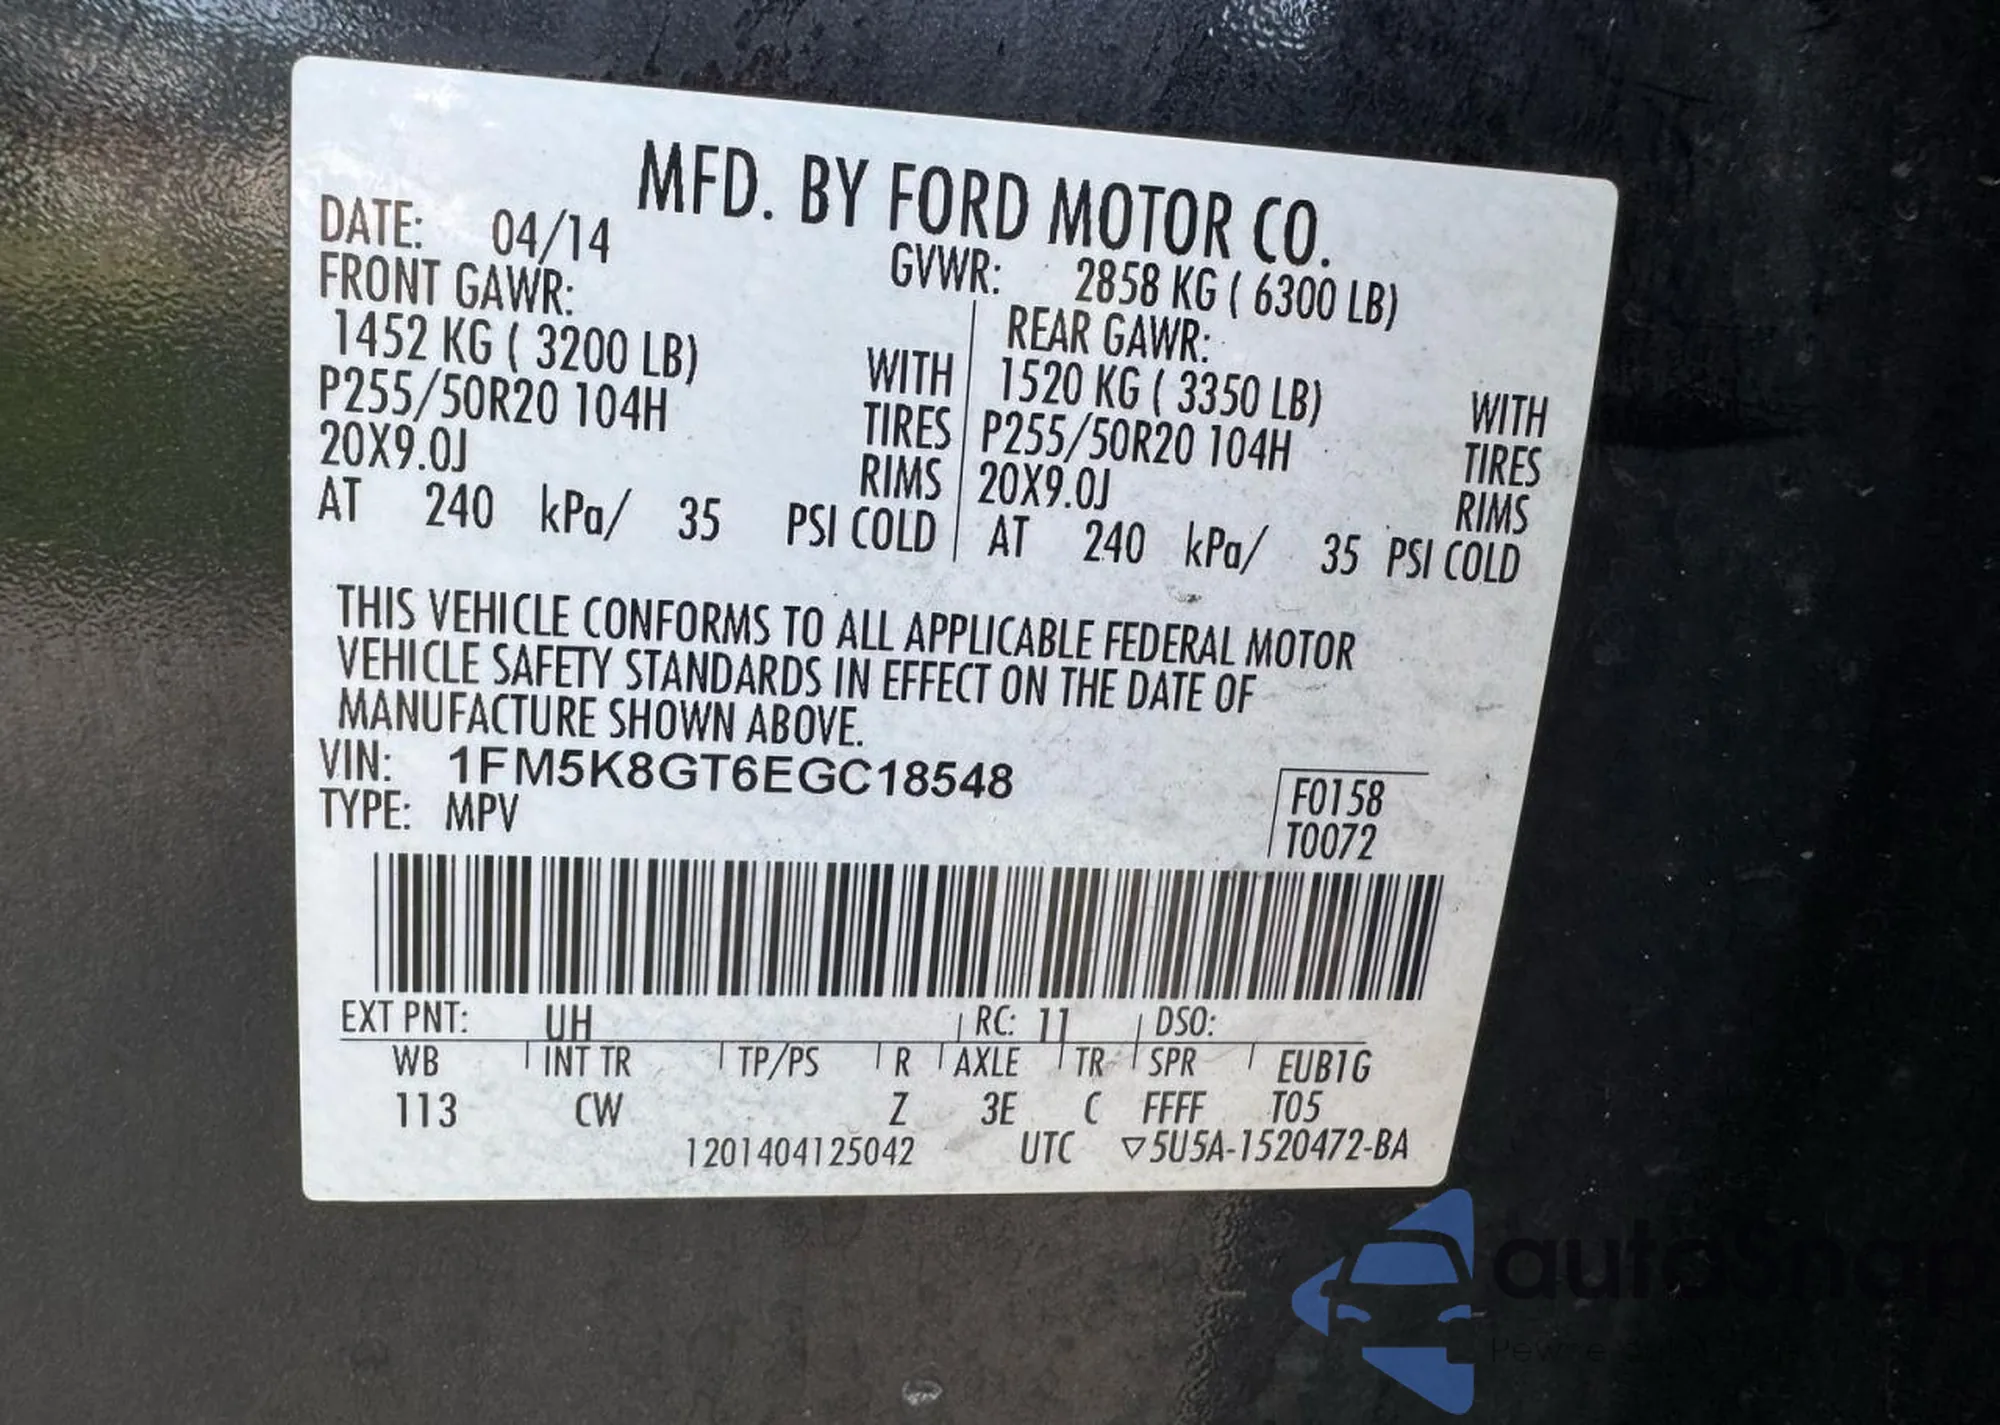 MFD. BY FORD MOTOR CO.
DATE: 04/14 GVWR: 2858 KG ( 6300 LB)
FRONT GAWR: REAR GAWR:
1452 KG ( 3200 LB) WITH 1520 KG ( 3350 LB) WITH
P255/50R20 104H TIRES P255/50R20 104H TIRES
20X9.0J RIMS 20X9.0J RIMS
AT 240 kPa/ 35 PSI COLD AT 240 kPa/ 35 PSI COLD
THIS VEHICLE CONFORMS TO ALL APPLICABLE FEDERAL MOTOR
VEHICLE SAFETY STANDARDS IN EFFECT ON THE DATE OF
MANUFACTURE SHOWN ABOVE.
VIN: 1FM5K8GT6EGC18548
TYPE: MPV
F0158
T0072
EXT PNT: UH RC: 11 DSO:
WB INT TR TP/PS R AXLE TR SPR EUB1G
113 CW Z 3E C FFFF T05
1201404125042 UTC ▽5U5A-1520472-BA
autoSnap